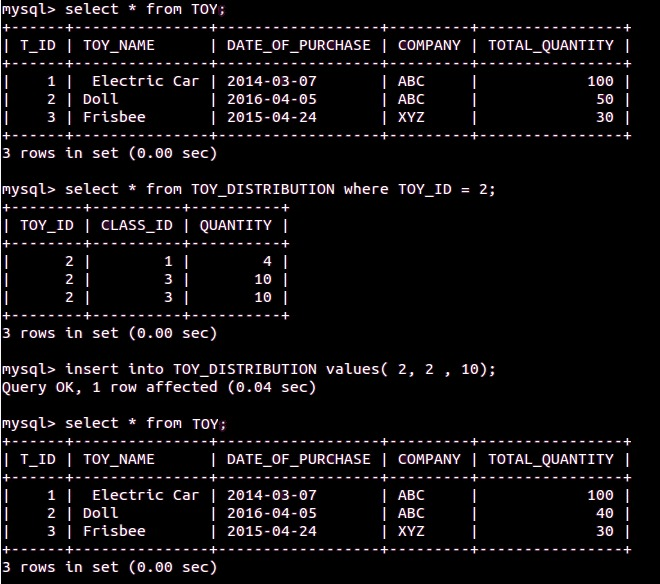 mysql> select * from TOY;
+------+---------------+------------------+---------+----------------+
| T_ID | TOY_NAME      | DATE_OF_PURCHASE | COMPANY | TOTAL_QUANTITY |
+------+---------------+------------------+---------+----------------+
|    1 |  Electric Car | 2014-03-07       | ABC     |            100 |
|    2 | Doll          | 2016-04-05       | ABC     |             50 |
|    3 | Frisbee       | 2015-04-24       | XYZ     |             30 |
+------+---------------+------------------+---------+----------------+
3 rows in set (0.00 sec)
mysql> select * from TOY_DISTRIBUTION where TOY_ID = 2;
+--------+----------+----------+
| TOY_ID | CLASS_ID | QUANTITY |
+--------+----------+----------+
|      2 |        1 |        4 |
|      2 |        3 |       10 |
|      2 |        3 |       10 |
+--------+----------+----------+
3 rows in set (0.00 sec)
mysql> insert into TOY_DISTRIBUTION values( 2, 2 , 10);
Query OK, 1 row affected (0.04 sec)
mysql> select * from TOY;
+------+---------------+------------------+---------+----------------+
| T_ID | TOY_NAME      | DATE_OF_PURCHASE | COMPANY | TOTAL_QUANTITY |
+------+---------------+------------------+---------+----------------+
|    1 |  Electric Car | 2014-03-07       | ABC     |            100 |
|    2 | Doll          | 2016-04-05       | ABC     |             40 |
|    3 | Frisbee       | 2015-04-24       | XYZ     |             30 |
+------+---------------+------------------+---------+----------------+
3 rows in set (0.00 sec)